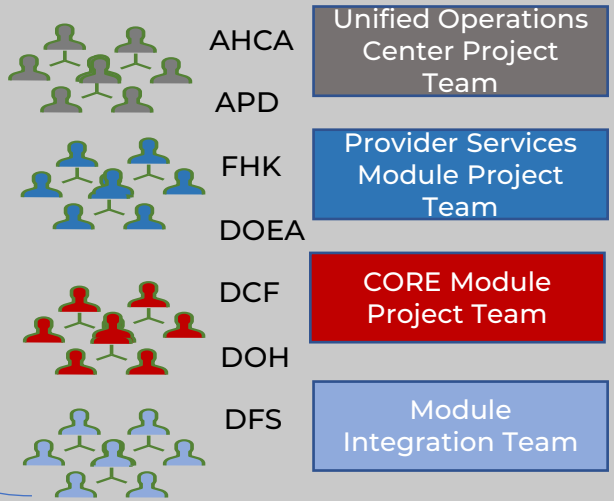 AHCA
APD
FHK
DOEA
DCF
DOH
DFS
Unified Operations
Center Project
Team
Provider Services
Module Project
Team
CORE Module
Project Team
Module
Integration Team